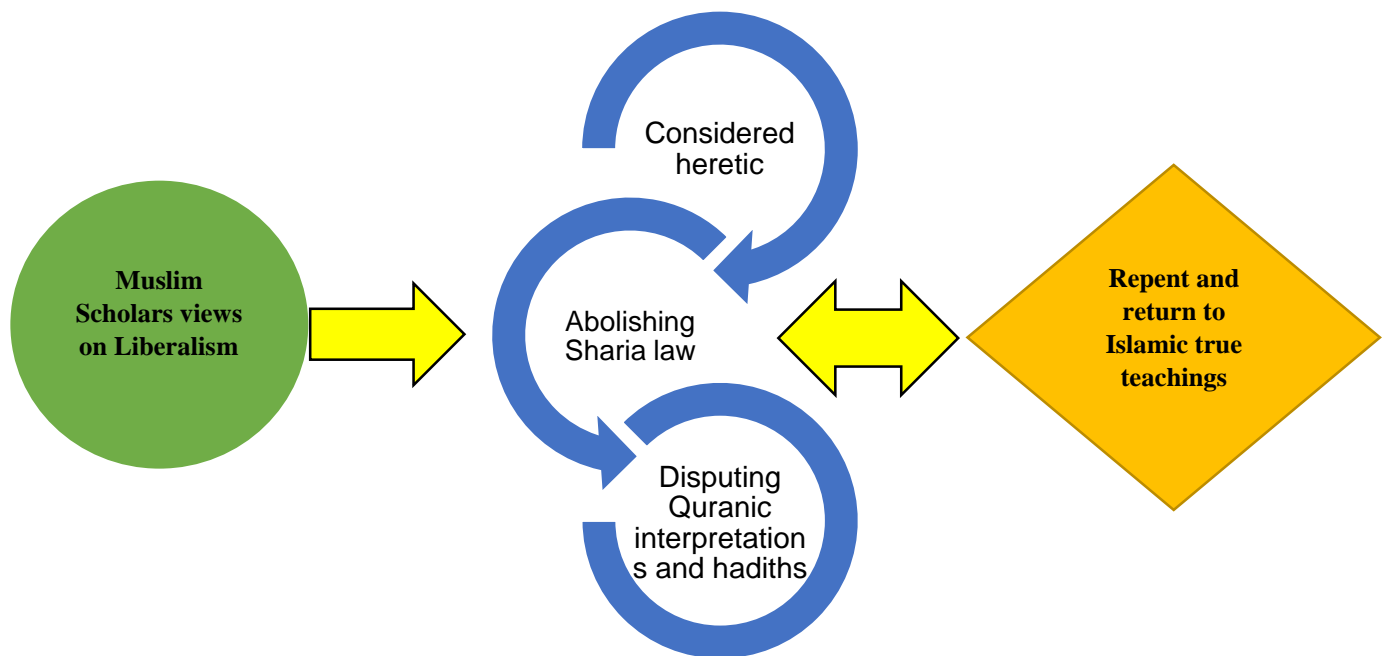 Muslim
Scholars views
on Liberalism
Considered
heretic
Abolishing
Sharia law
Disputing
Quranic
interpretation
s and hadiths
Repent and
return to
Islamic true
teachings